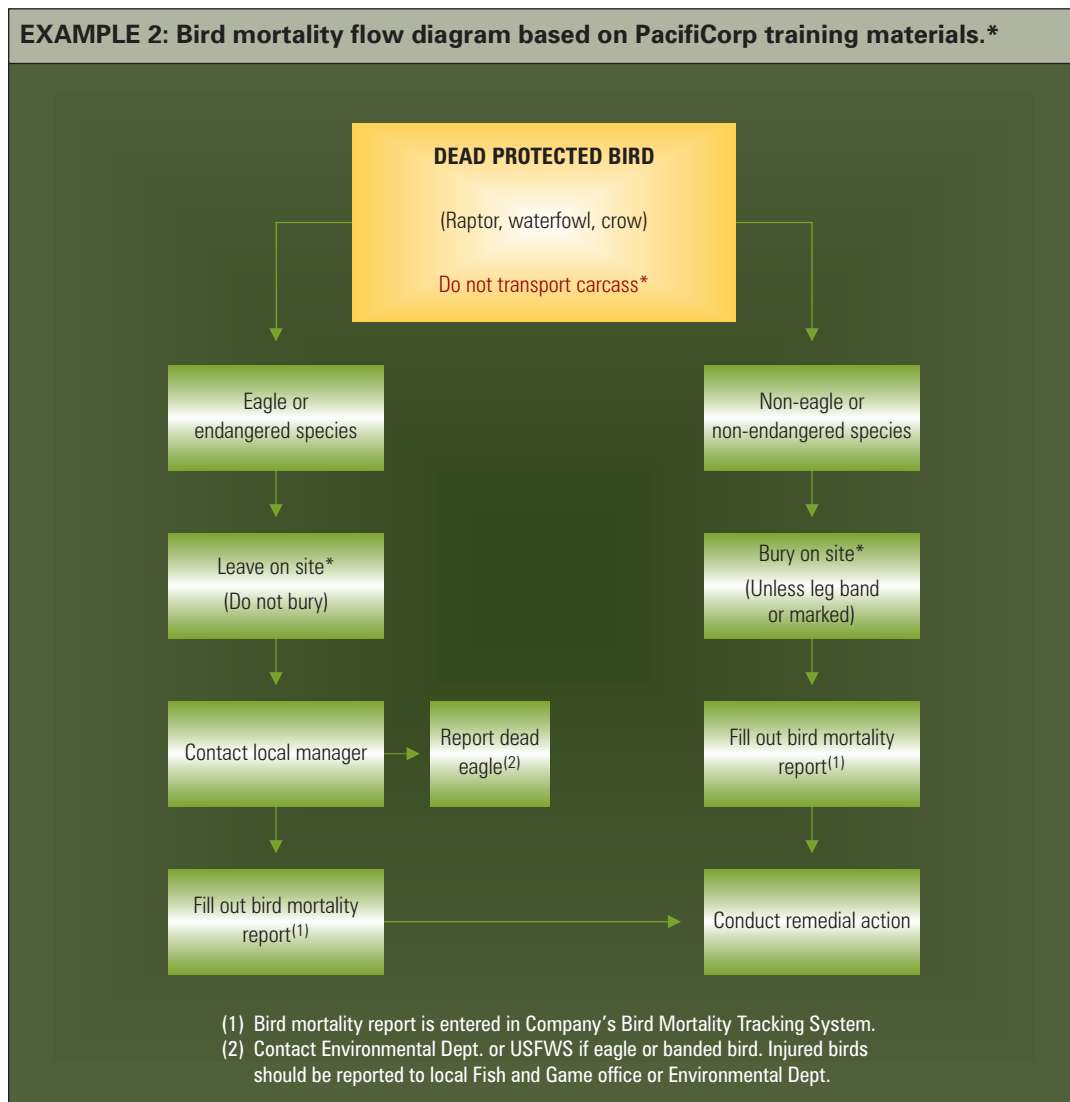 EXAMPLE 2: Bird mortality flow diagram based on PacifiCorp training materials.*
DEAD PROTECTED BIRD
(Raptor, waterfowl, crow)
Do not transport carcass*
Eagle or
endangered species
Non-eagle or
non-endangered species
Leave on site*
(Do not bury)
Bury on site*
(Unless leg band
or marked)
Contact local manager
Report dead
eagle(2)
Fill out bird mortality
report(1)
Fill out bird mortality
report(1)
Conduct remedial action
(1) Bird mortality report is entered in Company's Bird Mortality Tracking System.
(2) Contact Environmental Dept. or USFWS if eagle or banded bird. Injured birds
should be reported to local Fish and Game office or Environmental Dept.